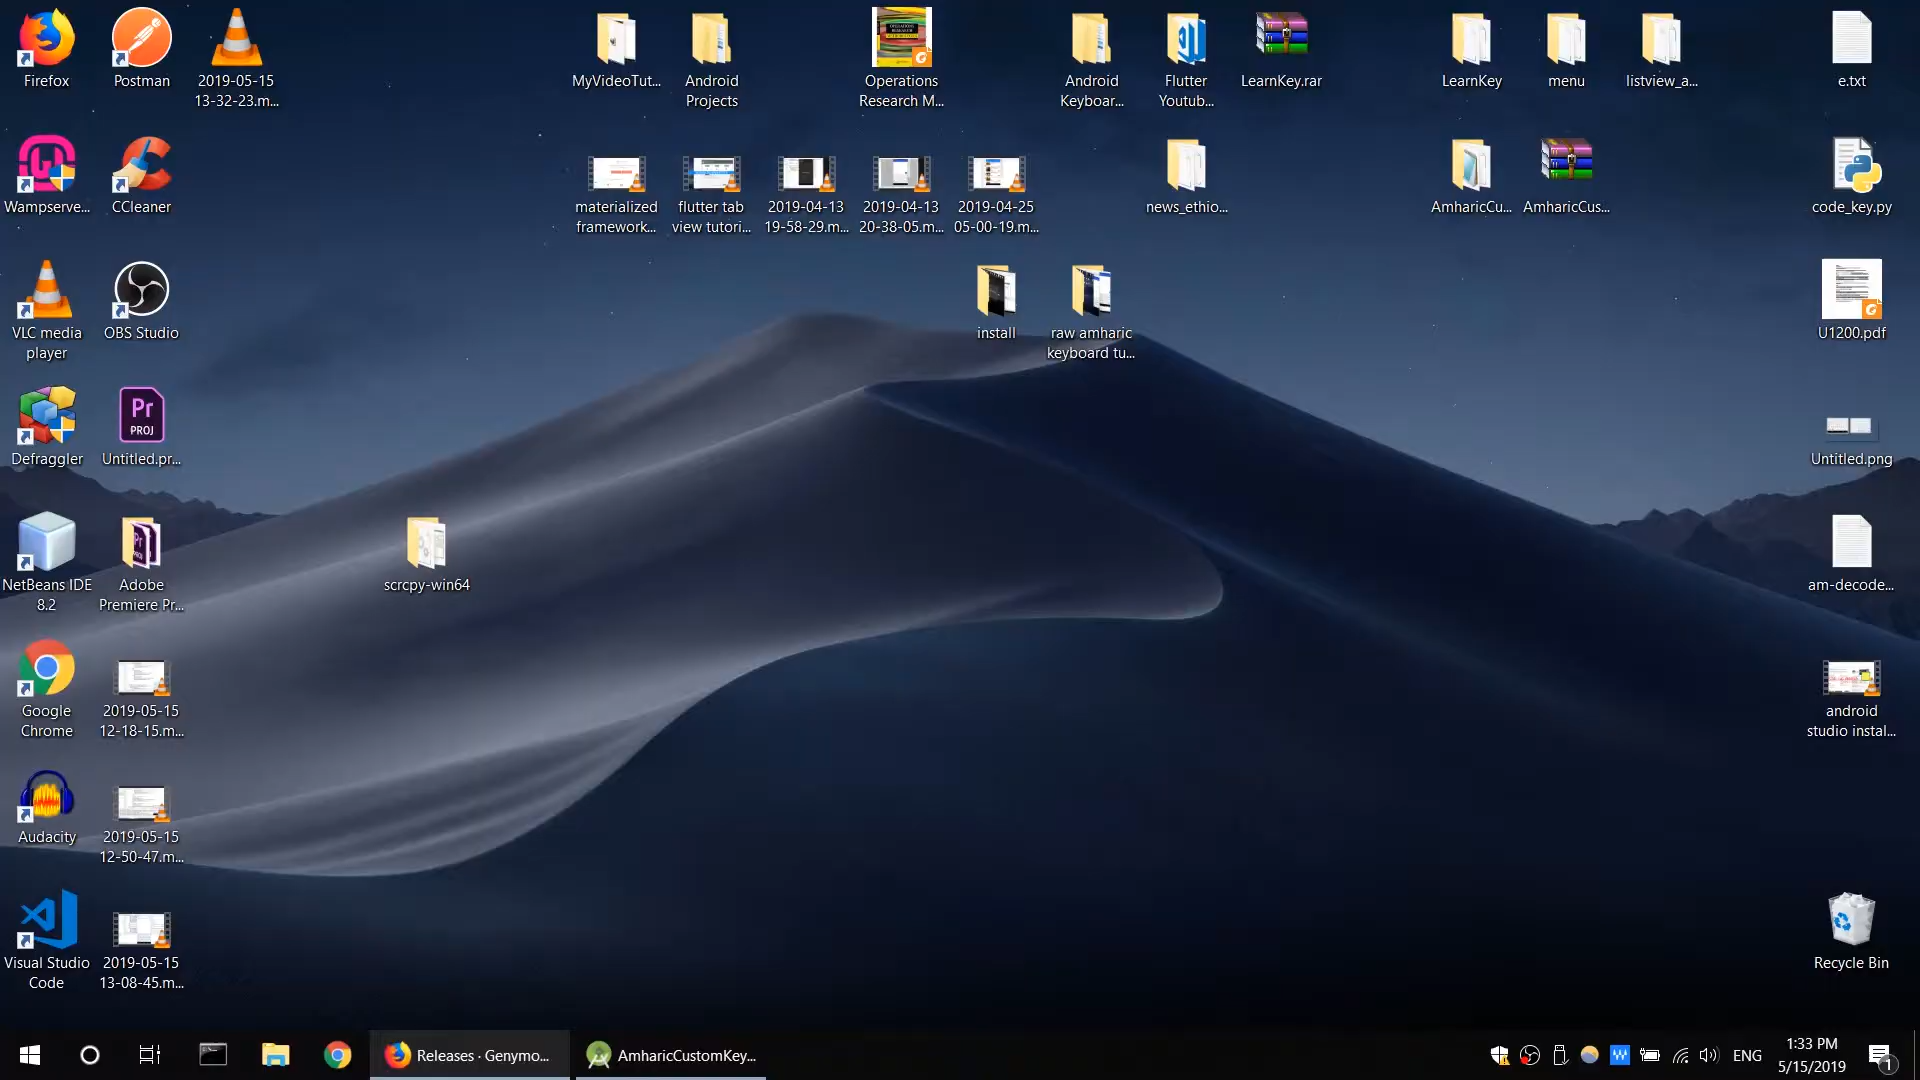 Firefox
Postman
2019-05-15
13-32-23.m...
MyVideoTut...
Android
Projects
Operations
Research M...
Android
Keyboar...
Flutter
Youtub...
LearnKey.rar
LearnKey
menu
listview_a...
e.txt
Wampserve...
CCleaner
materialized
framework...
flutter tab
view tutori...
2019-04-13
19-58-29.m...
2019-04-13
20-38-05.m...
2019-04-25
05-00-19.m...
news_ethio...
AmharicCu...
AmharicCus...
code_key.py
VLC media
player
OBS Studio
install
raw amharic
keyboard tu...
U1200.pdf
Defraggler
Pr
PROJ
Untitled.pr...
Untitled.png
NetBeans IDE
8.2
Adobe
Premiere Pr...
scrcpy-win64
am-decode...
Google
Chrome
2019-05-15
12-18-15.m...
android
studio instal...
Audacity
2019-05-15
12-50-47.m...
Visual Studio
Code
2019-05-15
13-08-45.m...
Recycle Bin
Releases · Genymo...
AmharicCustomKey...
ENG
1:33 PM
5/15/2019
1